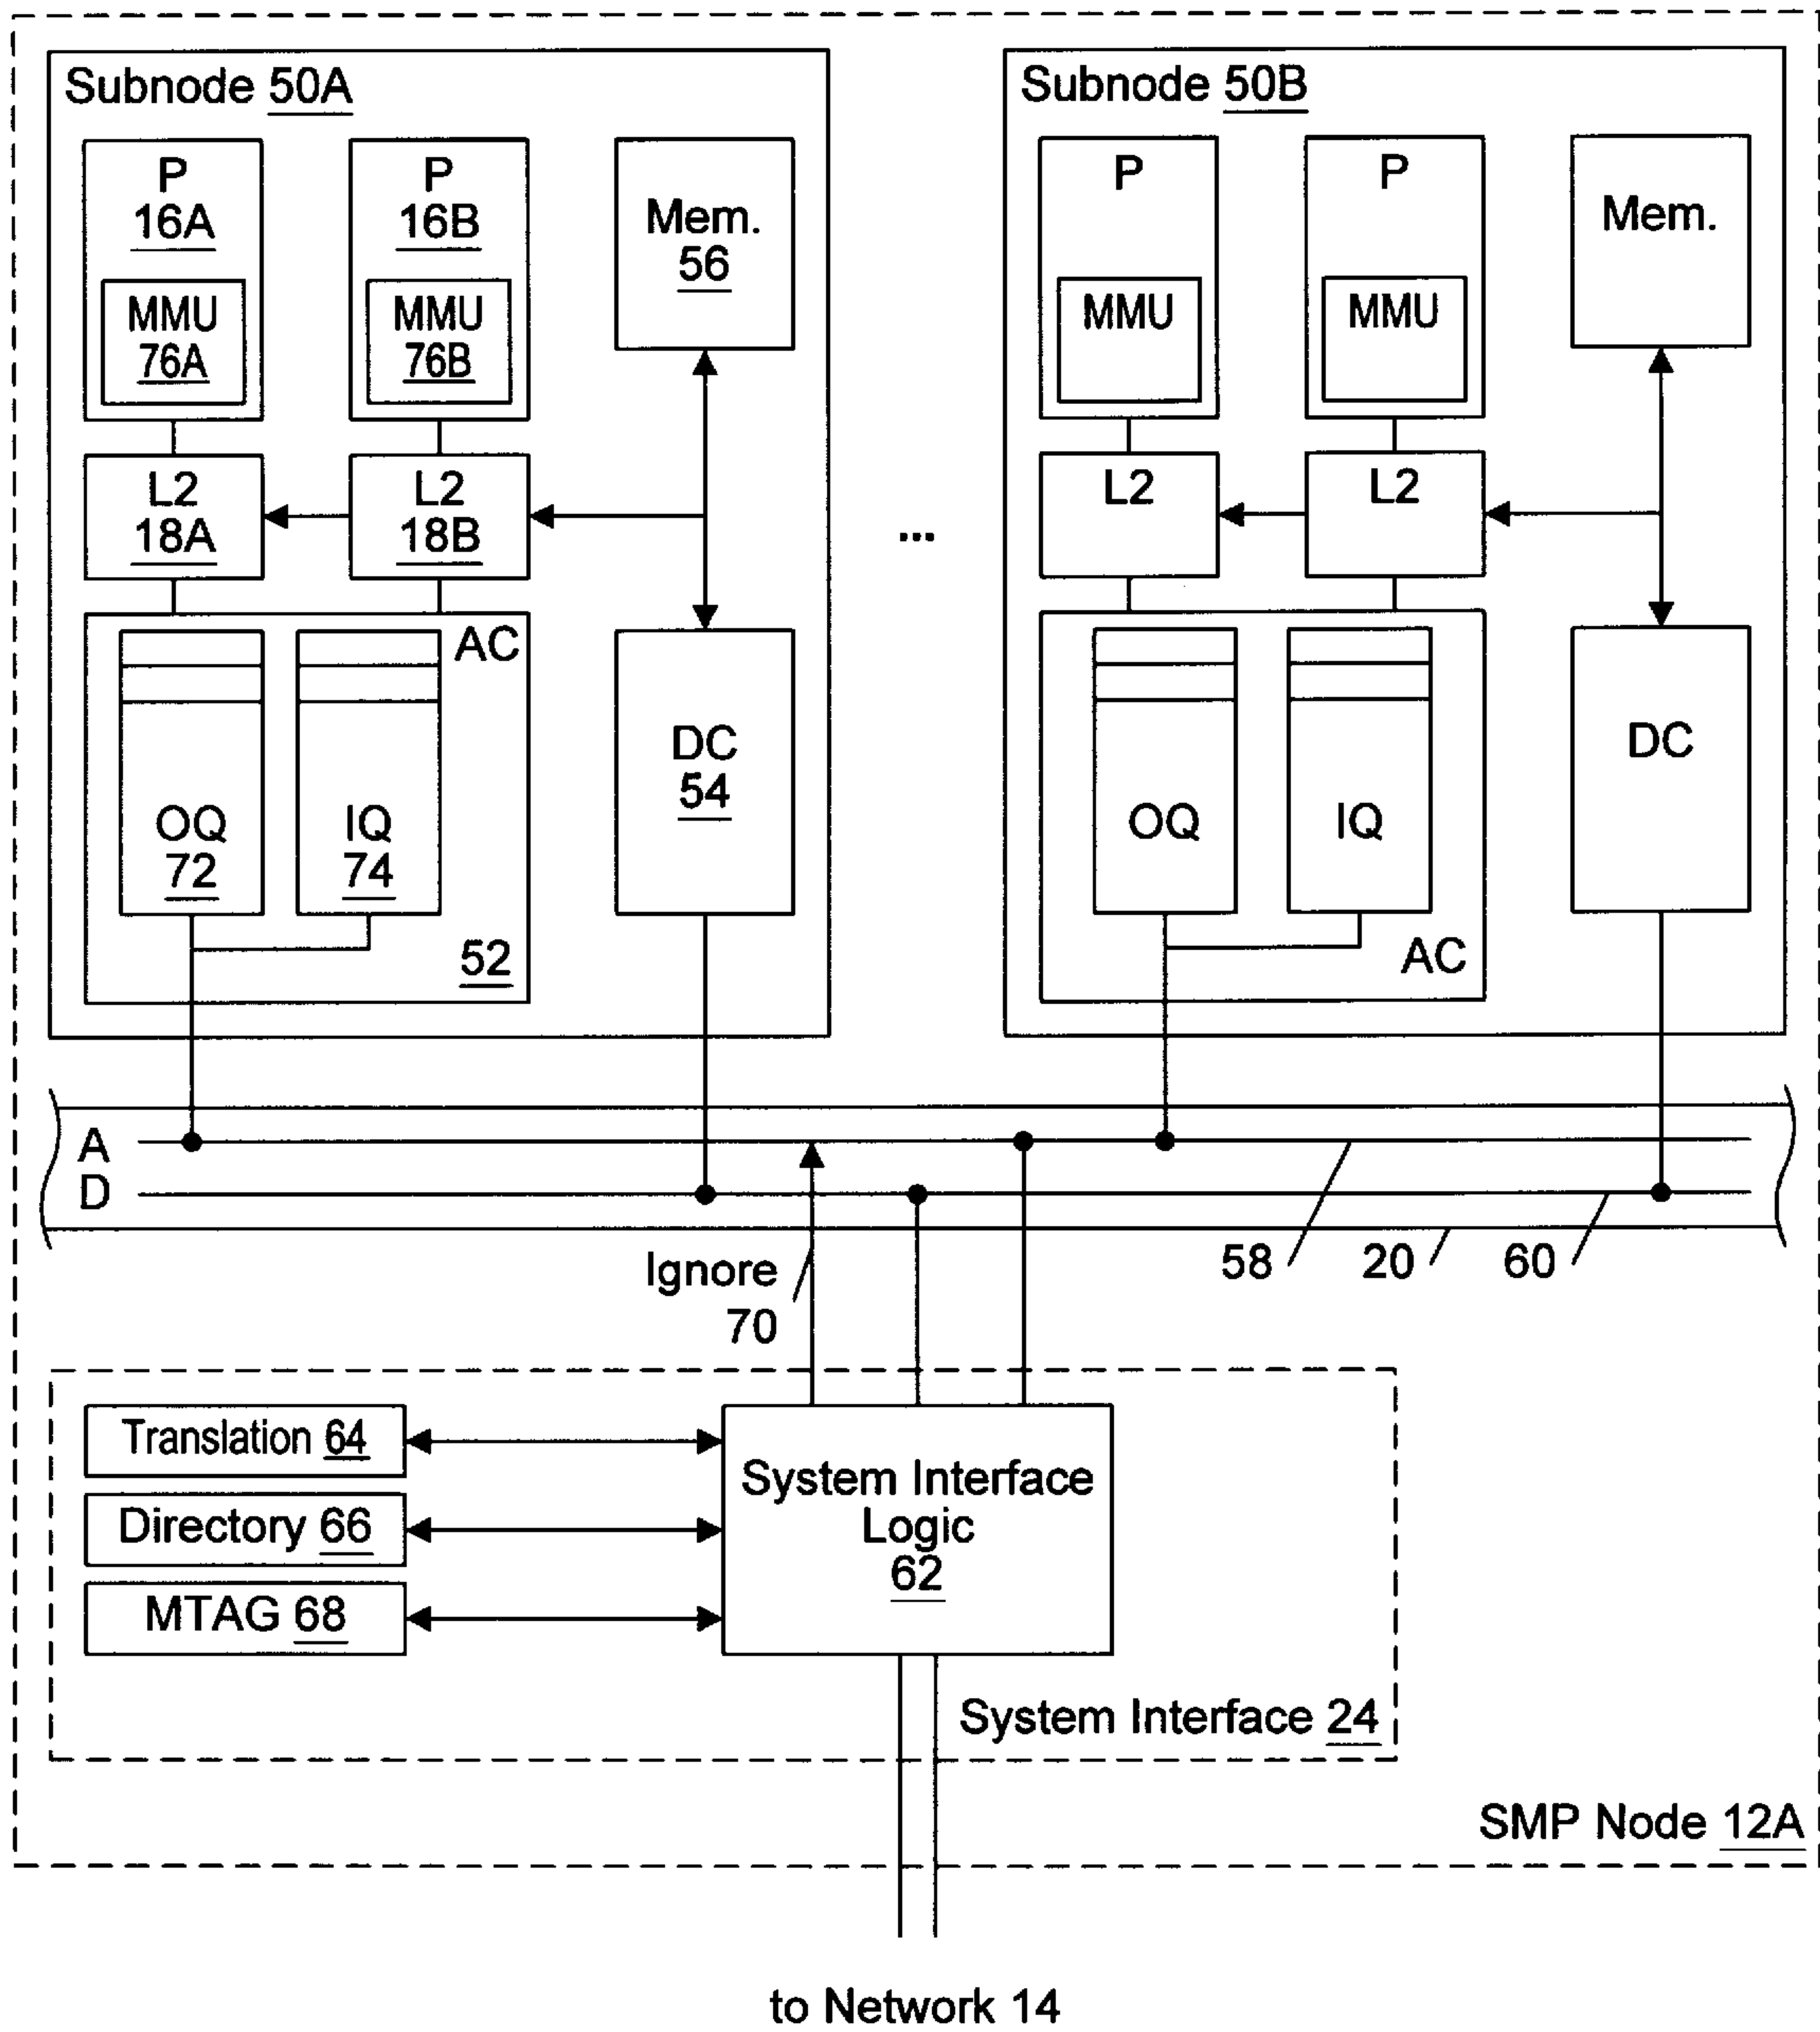 Subnode 50A
P
16A
MMU
76A
P
16B
MMU
76B
Mem.
56
L2
18A
L2
18B
AC
OQ
72
IQ
74
52
DC
54
...
Subnode 50B
P
MMU
P
MMU
Mem.
L2
L2
OQ
IQ
AC
DC
A
D
Ignore
70
58
20
60
Translation 64
Directory 66
MTAG 68
System Interface
Logic
62
System Interface 24
SMP Node 12A
to Network 14